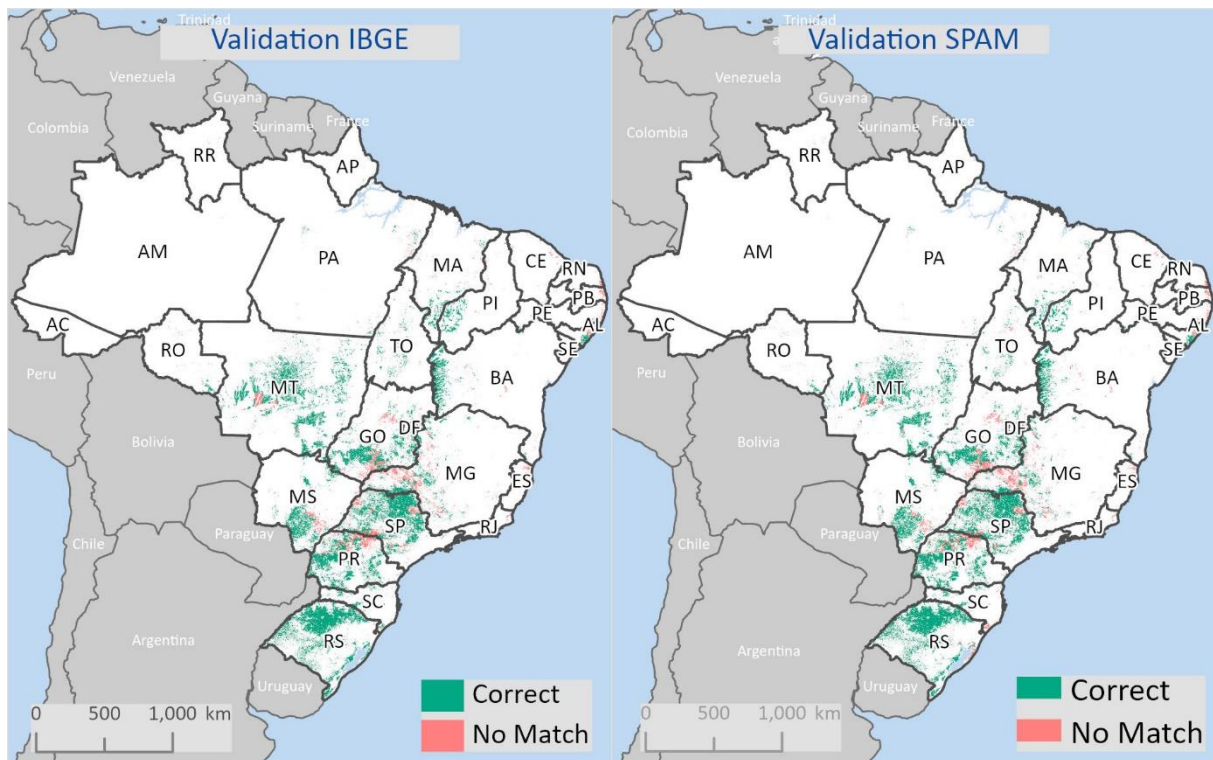 Validation IBGE
Trinidad
Venezuela
Guyana
Suriname
France
Colombia
RR
AP
AM
PA
MA
CE
RN
PB
PI
PE
AL
SE
AC
RO
TO
BA
MT
Peru
Bolivia
GO
DF
MG
ES
MS
SP
RJ
Paraguay
Chile
PR
SC
RS
Argentina
Uruguay
Correct
No Match
0 500 1,000 km
Validation SPAM
Trinidad
a
Venezuela
Guyana
Suriname
France
Colombia
RR
AP
AM
PA
MA
CE
RN
PB
PI
PE
AL
SE
AC
RO
TO
BA
MT
Peru
Bolivia
GO
DF
MG
ES
MS
SP
RJ
Paraguay
Chile
PR
SC
RS
Argentina
Uruguay
Correct
No Match
0 500 1,000 km